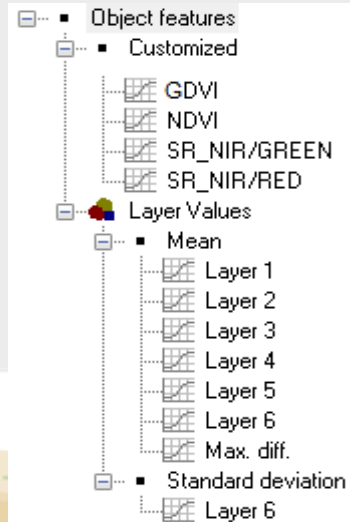 Object features
Customized
GDVI
NDVI
SR_NIR/GREEN
SR_NIR/RED
Layer Values
Mean
Layer 1
Layer 2
Layer 3
Layer 4
Layer 5
Layer 6
Max. diff.
Standard deviation
Layer 6